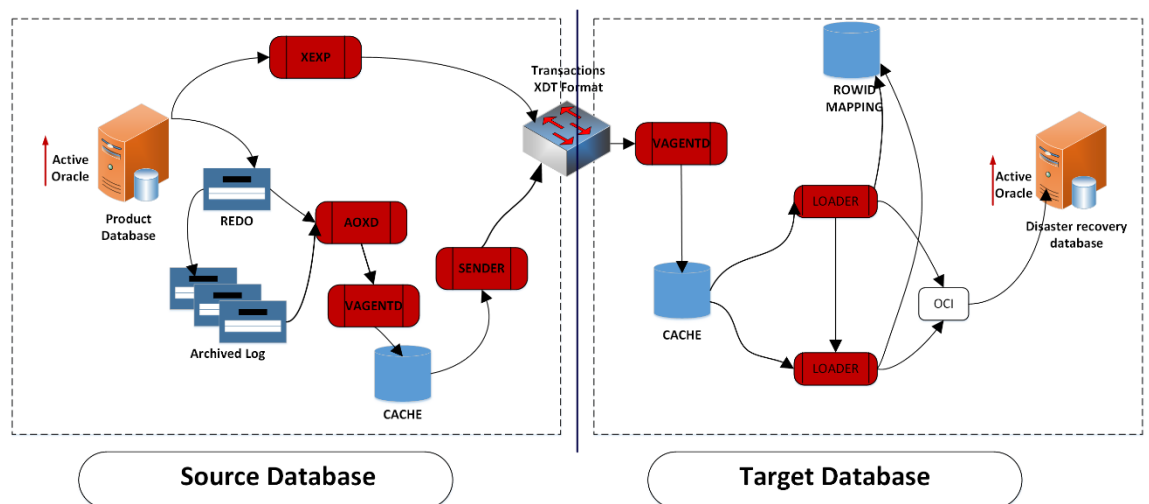 XEXP
Transactions
XDT Format
Active
Oracle
Product
Database
REDO
AOXD
SENDER
VAGENTD
Archived Log
CACHE
Source Database
ROWID
MAPPING
VAGENTD
LOADER
Active
Oracle
Disaster recovery
database
CACHE
OCI
LOADER
Target Database